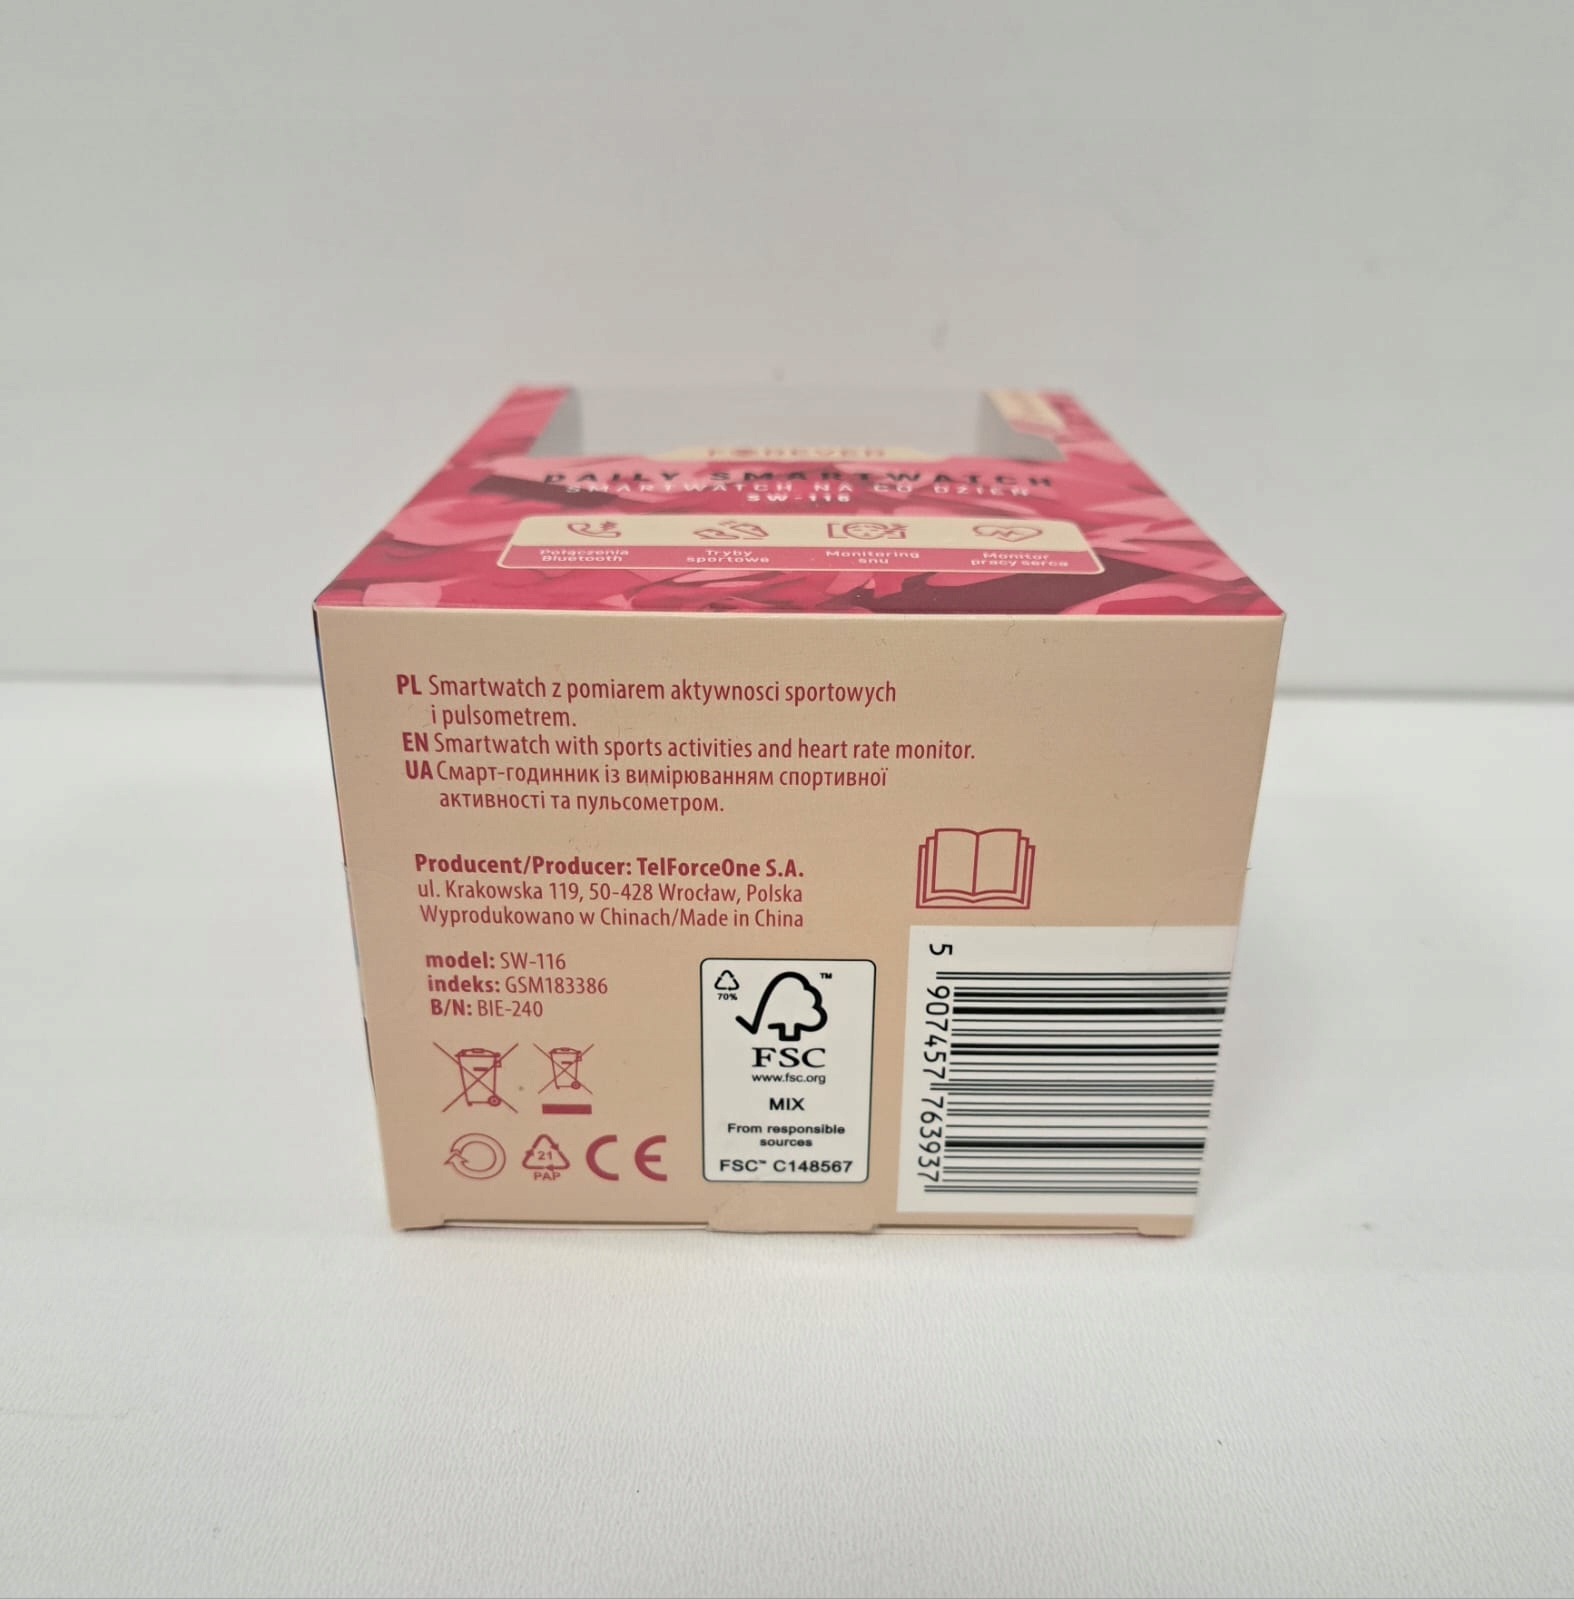 FOREVER
DAILY SMARTWATCH
SMARTWATCH NA CO DZIEŃ
SW-116
Połączenia
Bluetooth
Tryby
sportowe
Monitoring
snu
Monitor
pracy serca
PL Smartwatch z pomiarem aktywnosci sportowych
i pulsometrem.
EN Smartwatch with sports activities and heart rate monitor.
UA Смарт-годинник із вимірюванням спортивної
активності та пульсометром.
Producent/Producer: TelForceOne S.A.
ul. Krakowska 119, 50-428 Wrocław, Polska
Wyprodukowano w Chinach/Made in China
model: SW-116
indeks: GSM183386
B/N: BIE-240
21
PAP
CE
70%
TM
FSC
www.fsc.org
MIX
From responsible
sources
FSC™ C148567
5 907457 763937